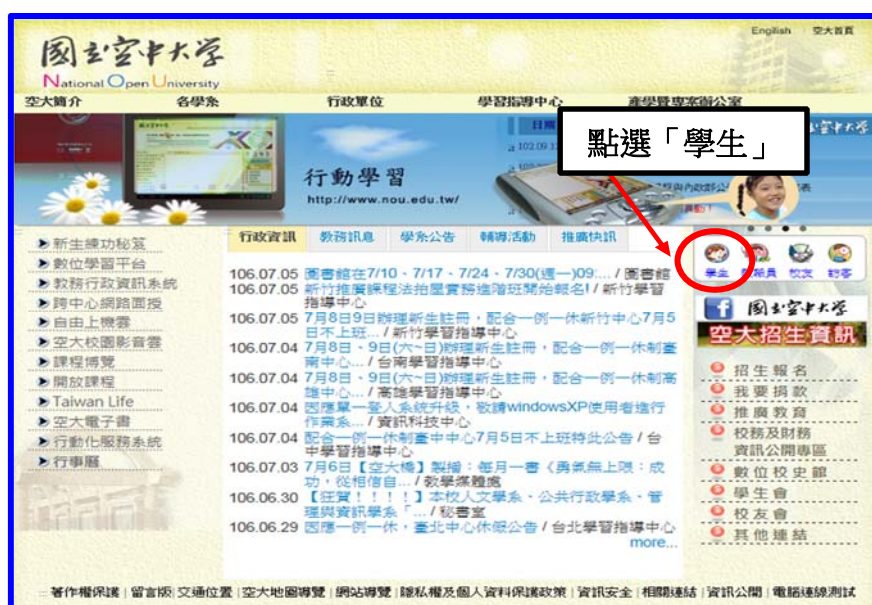 English 空大首頁
國立空中大學
National Open University
空大簡介 各學系 行政單位 學習指導中心 產學暨專案辦公室
點選「學生」
行動學習
http://www.nou.edu.tw/
行政資訊 教務訊息 學系公告 輔導活動 推廣快訊
學生 教職員 校友 訪客
新生練功秘笈
數位學習平台
教務行政資訊系統
跨中心網路面授
自由上機雲
空大校園影音雲
課程博覽
開放課程
Taiwan Life
空大電子書
行動化服務系統
行事曆
106.07.05 圖書館在7/10、7/17、7/24、7/30(週一)09:... / 圖書館
106.07.05 新竹推廣課程法拍屋實務進階班開始報名! / 新竹學習
指導中心
106.07.05 7月8日9日辦理新生註冊,配合一例一休新竹中心7月5
日不上班... / 新竹學習指導中心
106.07.04 7月8日、9日(六~日)辦理新生註冊,配合一例一休制臺
南中心... / 台南學習指導中心
106.07.04 7月8日、9日(六~日)辦理新生註冊,配合一例一休制高
雄中心... / 高雄學習指導中心
106.07.04 因應單一登入系統升級,敬請windowsXP使用者進行
作業系... / 資訊科技中心
106.07.04 配合一例一休制臺中中心7月5日不上班特此公告 / 台
中學習指導中心
106.07.03 7月6日【空大橋】製播:每月一書《勇氣無上限:成
功,從相信自... / 教學媒體處
106.06.30 【狂賀!!!!】本校人文學系、公共行政學系、管
理與資訊學系「... / 秘書室
106.06.29 因應一例一休,臺北中心休假公告 / 台北學習指導中心
more...
國立空中大學
空大招生資訊
招生報名
我要捐款
推廣教育
校務及財務
資訊公開專區
數位校史館
學生會
校友會
其他連結
著作權保護 | 留言版 | 交通位置 | 空大地圖導覽 | 網站導覽 | 隱私權及個人資料保護政策 | 資訊安全 | 相關連結 | 資訊公開 | 電腦連線測試